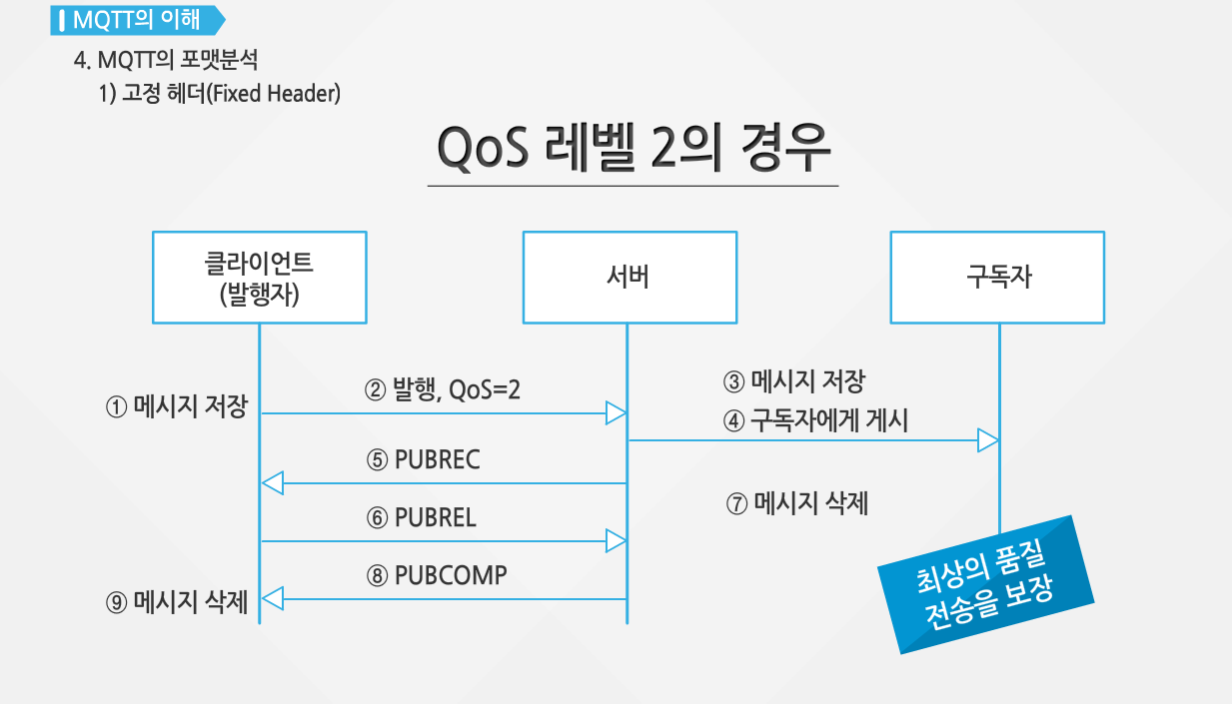 MQTT의 이해
4. MQTT의 포맷분석
1) 고정 헤더(Fixed Header)
QoS 레벨 2의 경우
클라이언트
(발행자)
서버
구독자
① 메시지 저장
② 발행, QoS=2
③ 메시지 저장
④ 구독자에게 게시
⑤ PUBREC
⑥ PUBREL
⑦ 메시지 삭제
⑧ PUBCOMP
⑨ 메시지 삭제
최상의 품질
전송을 보장